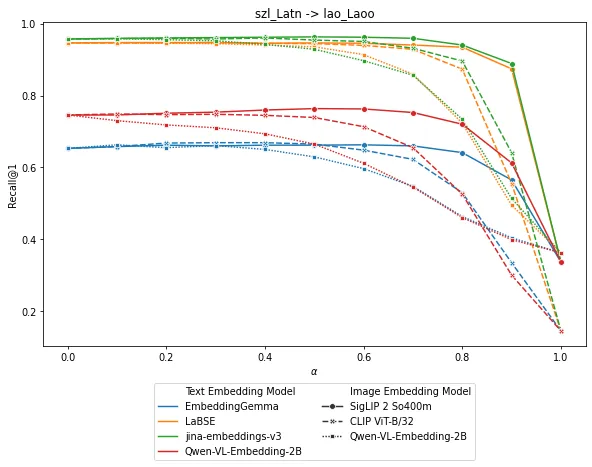 szl_Latn -> lao_Laoo
1.0
0.8
0.6
0.4
0.2
Recall@1
0.0 0.2 0.4 0.6 0.8 1.0
α
Text Embedding Model Image Embedding Model
EmbeddingGemma SigLIP 2 So400m
LaBSE CLIP ViT-B/32
jina-embeddings-v3 Qwen-VL-Embedding-2B
Qwen-VL-Embedding-2B